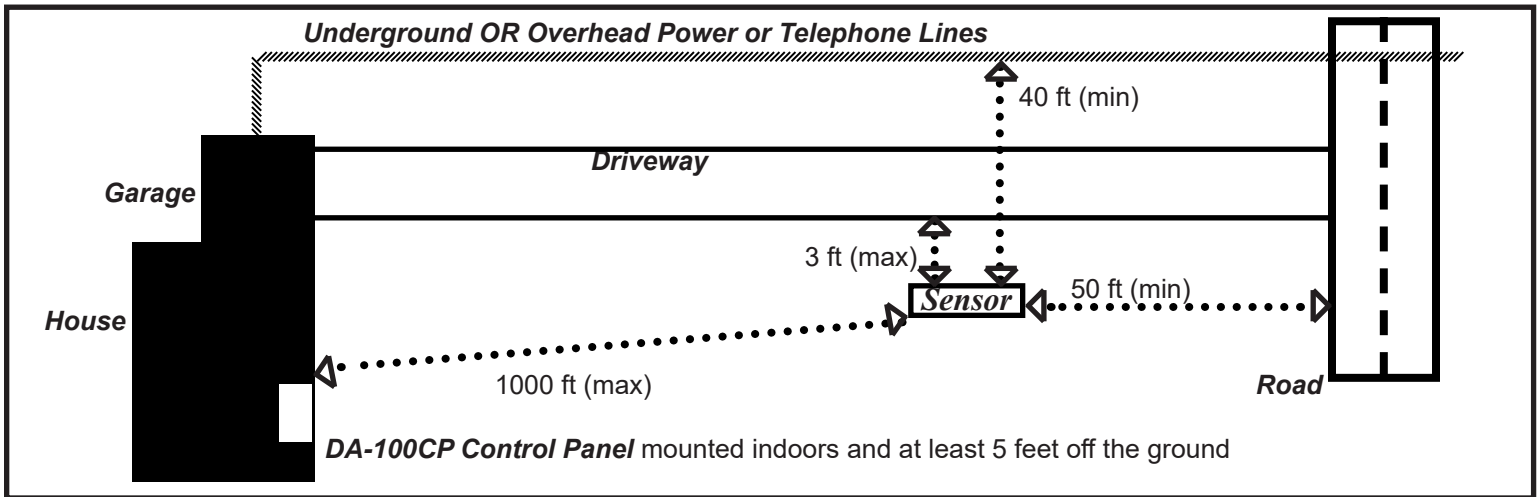 Underground OR Overhead Power or Telephone Lines
40 ft (min)
Driveway
Garage
3 ft (max)
Sensor
50 ft (min)
House
1000 ft (max)
Road
DA-100CP Control Panel mounted indoors and at least 5 feet off the ground